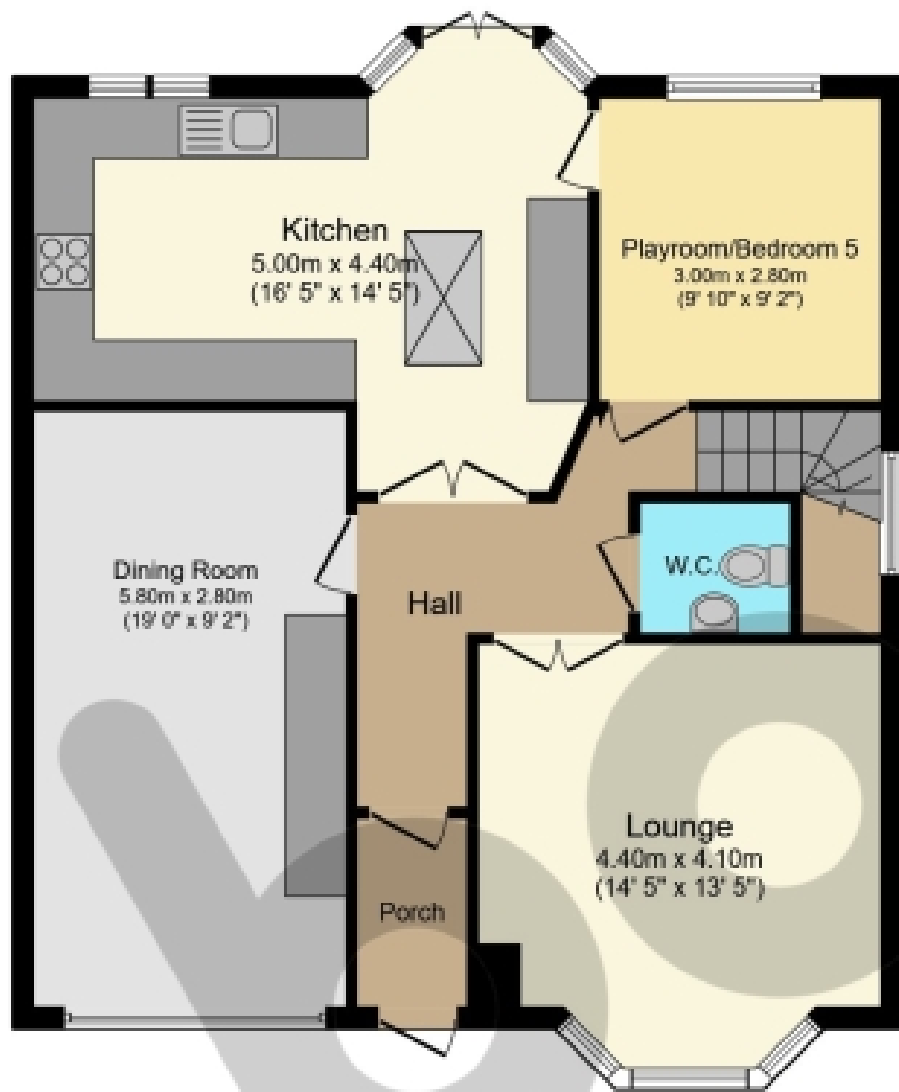 Kitchen
5.00m x 4.40m
(16' 5" x 14' 5")
Playroom/Bedroom 5
3.00m x 2.80m
(9' 10" x 9' 2")
Dining Room
5.80m x 2.80m
(19' 0" x 9' 2")
Hall
W.C.
Lounge
4.40m x 4.10m
(14' 5" x 13' 5")
Porch